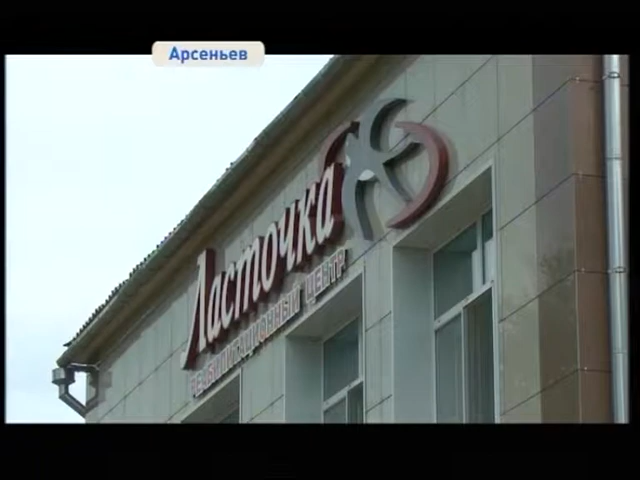 Арсеньев
Ласточка
РЕАБИЛИТАЦИОННЫЙ ЦЕНТР